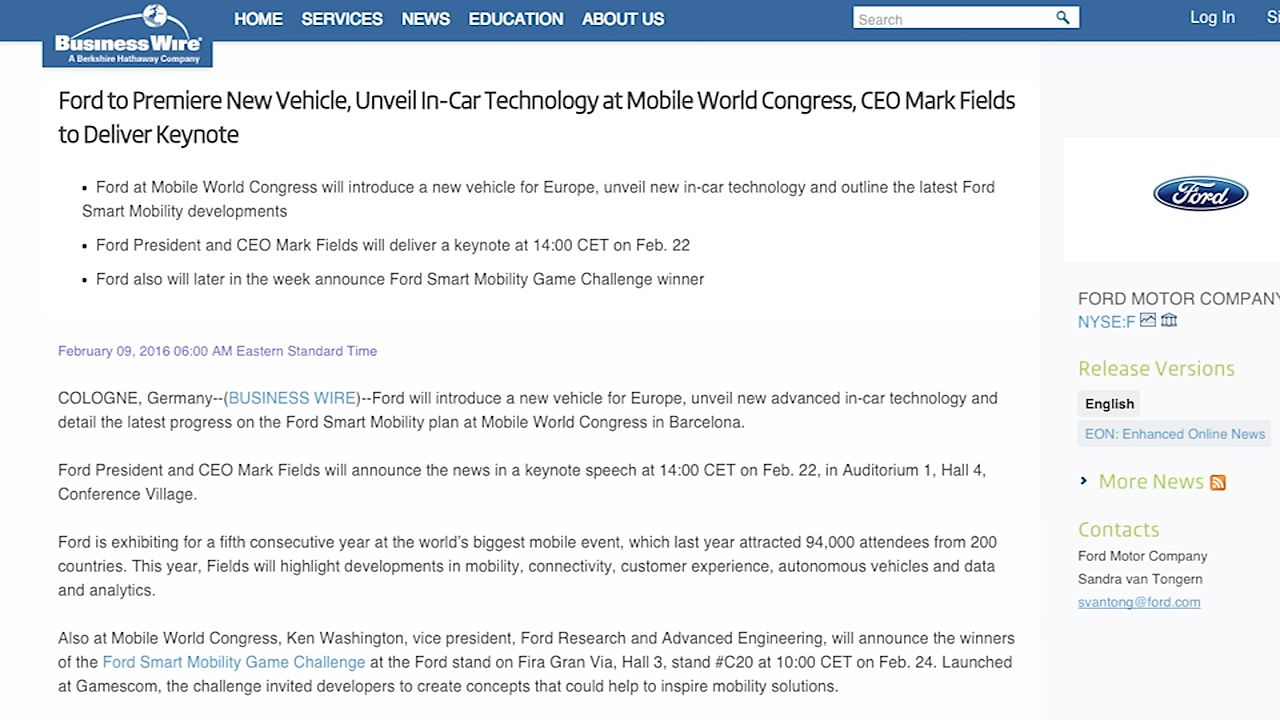 HOME SERVICES NEWS EDUCATION ABOUT US Search Log In
Business Wire
A Berkshire Hathaway Company
Ford to Premiere New Vehicle, Unveil In-Car Technology at Mobile World Congress, CEO Mark Fields
to Deliver Keynote
• Ford at Mobile World Congress will introduce a new vehicle for Europe, unveil new in-car technology and outline the latest Ford
Smart Mobility developments
• Ford President and CEO Mark Fields will deliver a keynote at 14:00 CET on Feb. 22
• Ford also will later in the week announce Ford Smart Mobility Game Challenge winner
February 09, 2016 06:00 AM Eastern Standard Time
COLOGNE, Germany--(BUSINESS WIRE)--Ford will introduce a new vehicle for Europe, unveil new advanced in-car technology and
detail the latest progress on the Ford Smart Mobility plan at Mobile World Congress in Barcelona.
Ford President and CEO Mark Fields will announce the news in a keynote speech at 14:00 CET on Feb. 22, in Auditorium 1, Hall 4,
Conference Village.
Ford is exhibiting for a fifth consecutive year at the world's biggest mobile event, which last year attracted 94,000 attendees from 200
countries. This year, Fields will highlight developments in mobility, connectivity, customer experience, autonomous vehicles and data
and analytics.
Also at Mobile World Congress, Ken Washington, vice president, Ford Research and Advanced Engineering, will announce the winners
of the Ford Smart Mobility Game Challenge at the Ford stand on Fira Gran Via, Hall 3, stand #C20 at 10:00 CET on Feb. 24. Launched
at Gamescom, the challenge invited developers to create concepts that could help to inspire mobility solutions.
Ford
FORD MOTOR COMPANY
NYSE:F
Release Versions
English
EON: Enhanced Online News
More News
Contacts
Ford Motor Company
Sandra van Tongern
svantong@ford.com